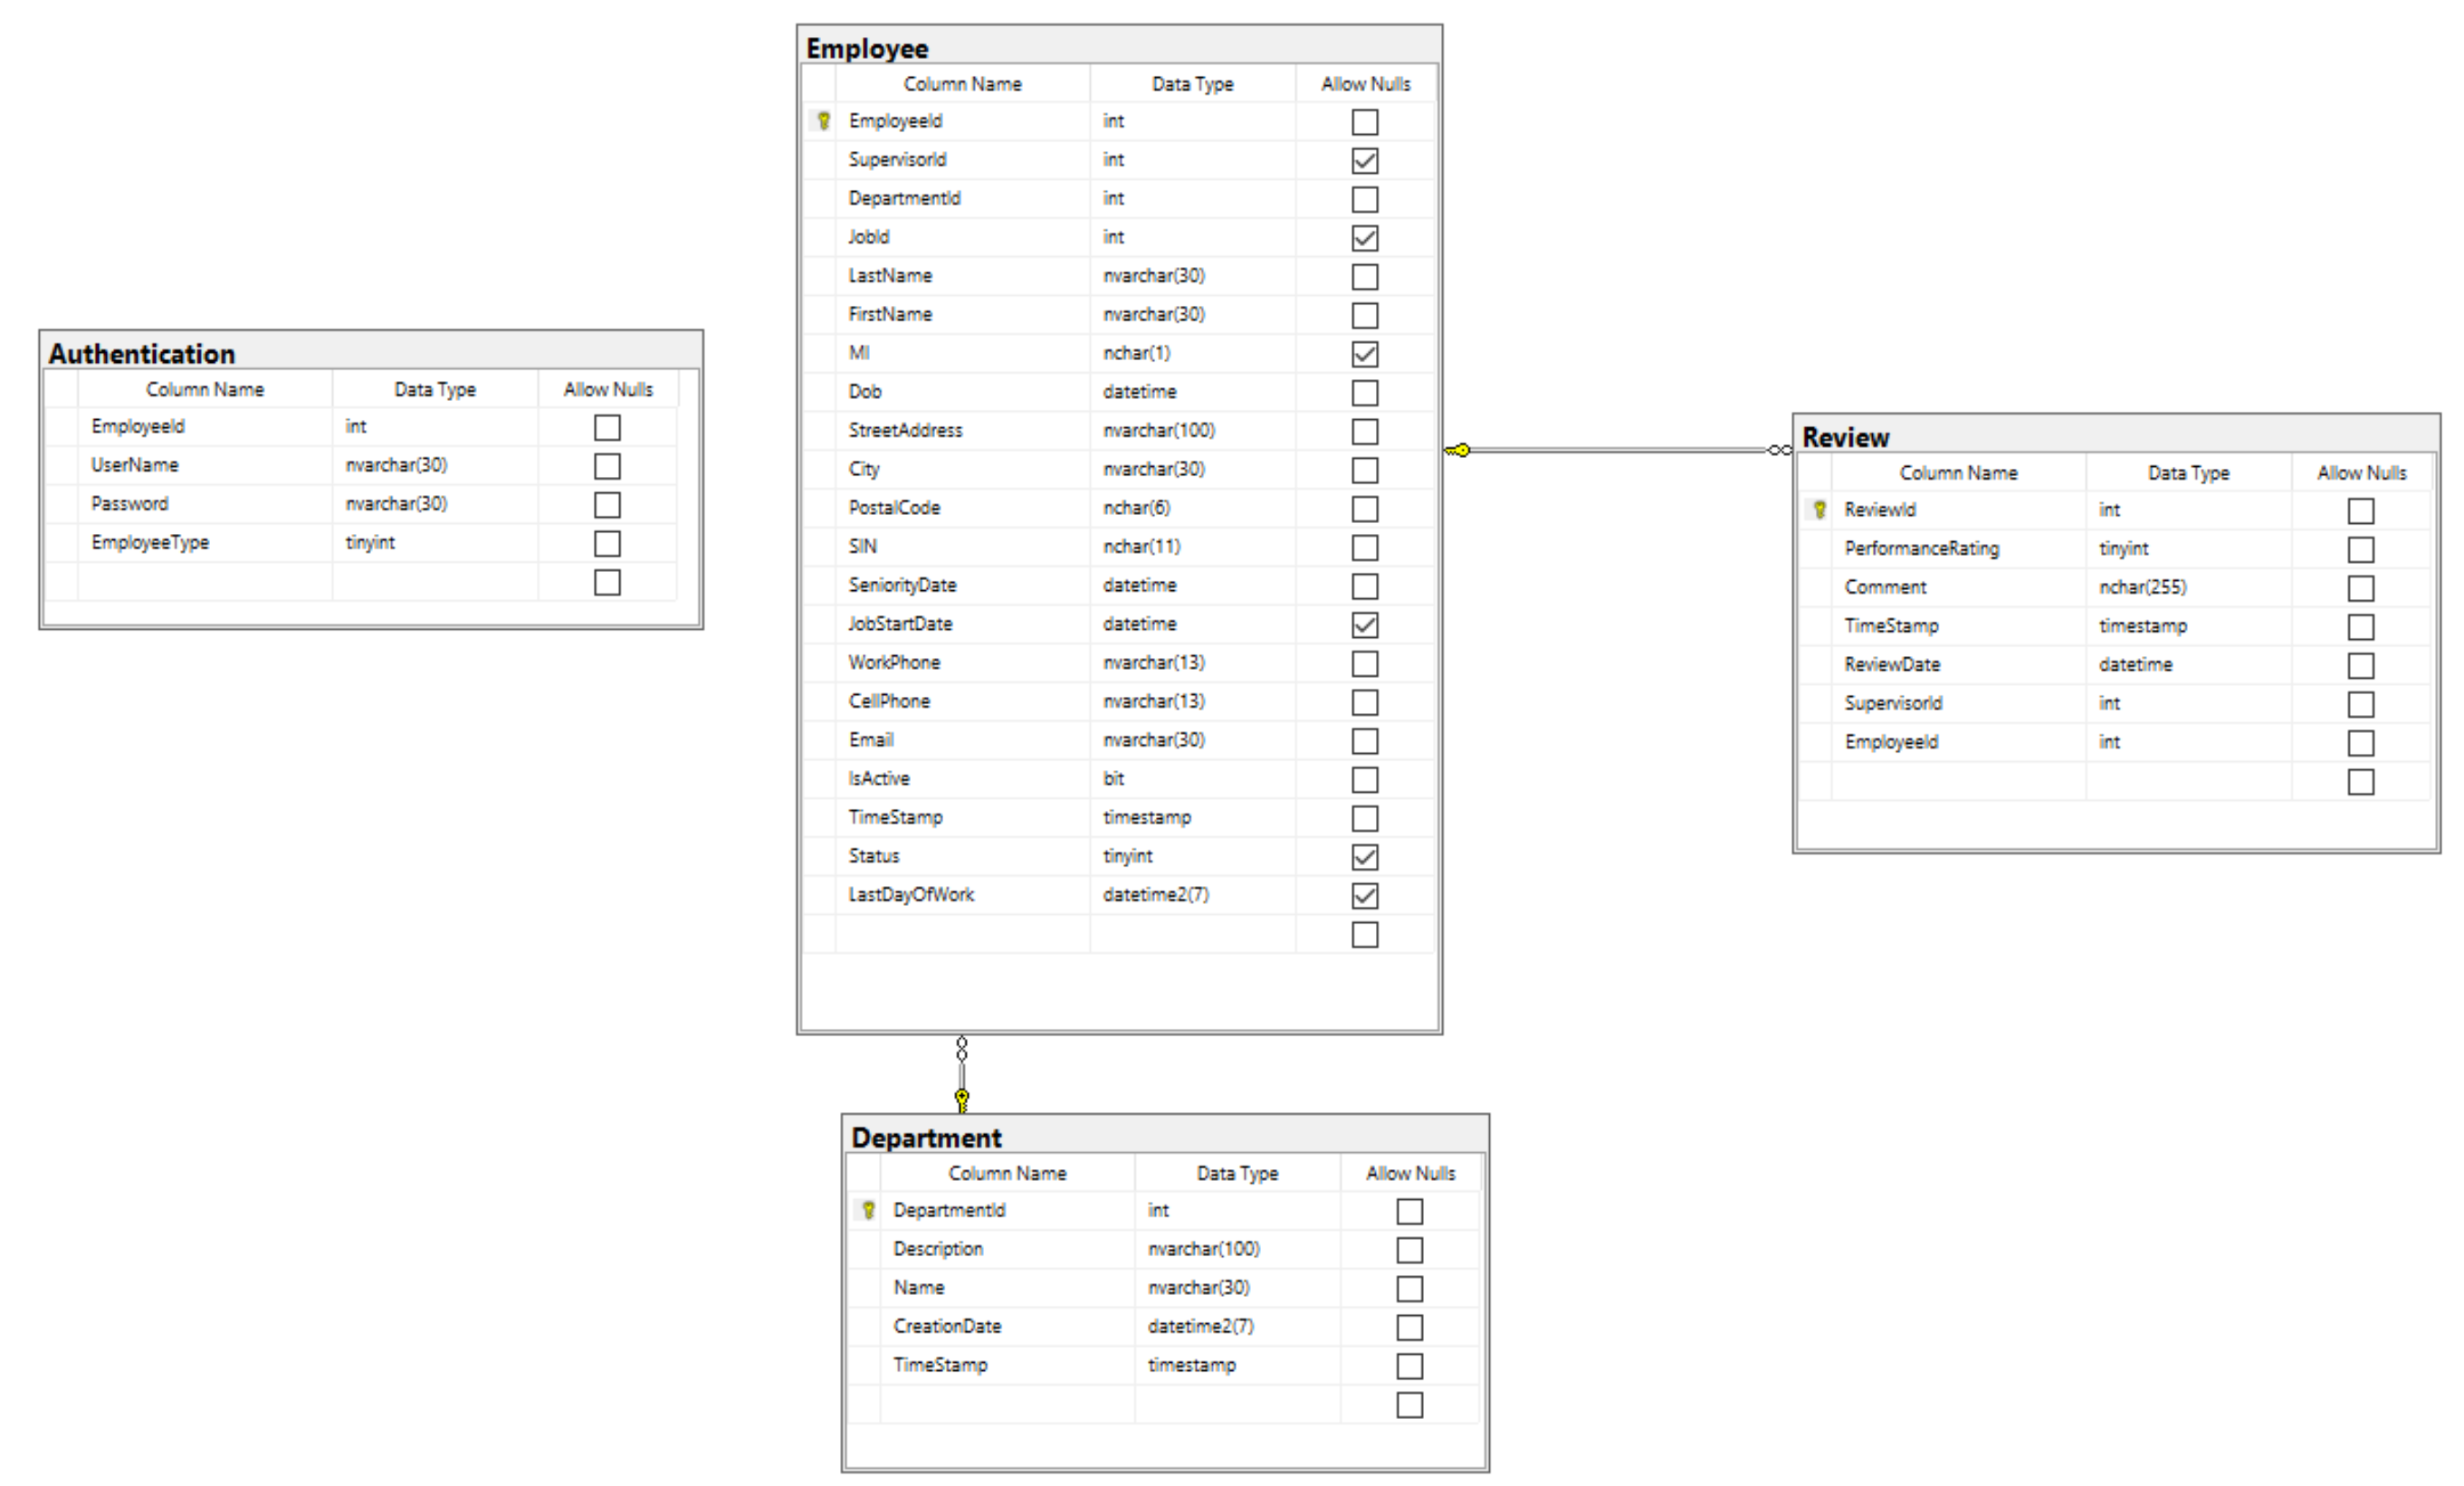 Employee
Column Name Data Type Allow Nulls
EmployeeId int
SupervisorId int
DepartmentId int
JobId int
LastName nvarchar(30)
FirstName nvarchar(30)
MI nchar(1)
Dob datetime
StreetAddress nvarchar(100)
City nvarchar(30)
PostalCode nchar(6)
SIN nchar(11)
SeniorityDate datetime
JobStartDate datetime
WorkPhone nvarchar(13)
CellPhone nvarchar(13)
Email nvarchar(30)
IsActive bit
TimeStamp timestamp
Status tinyint
LastDayOfWork datetime2(7)
Authentication
Column Name Data Type Allow Nulls
EmployeeId int
UserName nvarchar(30)
Password nvarchar(30)
EmployeeType tinyint
Review
Column Name Data Type Allow Nulls
ReviewId int
PerformanceRating tinyint
Comment nchar(255)
TimeStamp timestamp
ReviewDate datetime
SupervisorId int
EmployeeId int
Department
Column Name Data Type Allow Nulls
DepartmentId int
Description nvarchar(100)
Name nvarchar(30)
CreationDate datetime2(7)
TimeStamp timestamp